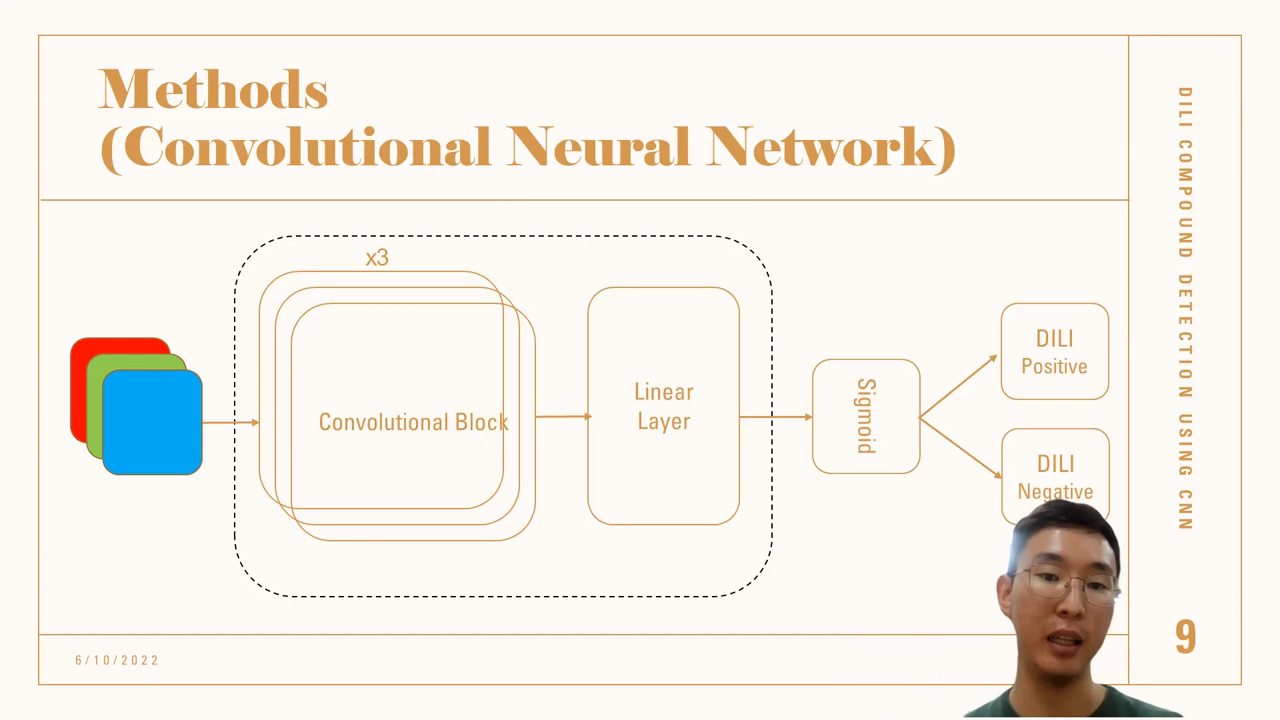 Methods
(Convolutional Neural Network)
x3
Convolutional Block
Linear
Layer
Sigmoid
DILI
Positive
DILI
Negative
DILI COMPOUND DETECTION USING CNN
9
6/10/2022